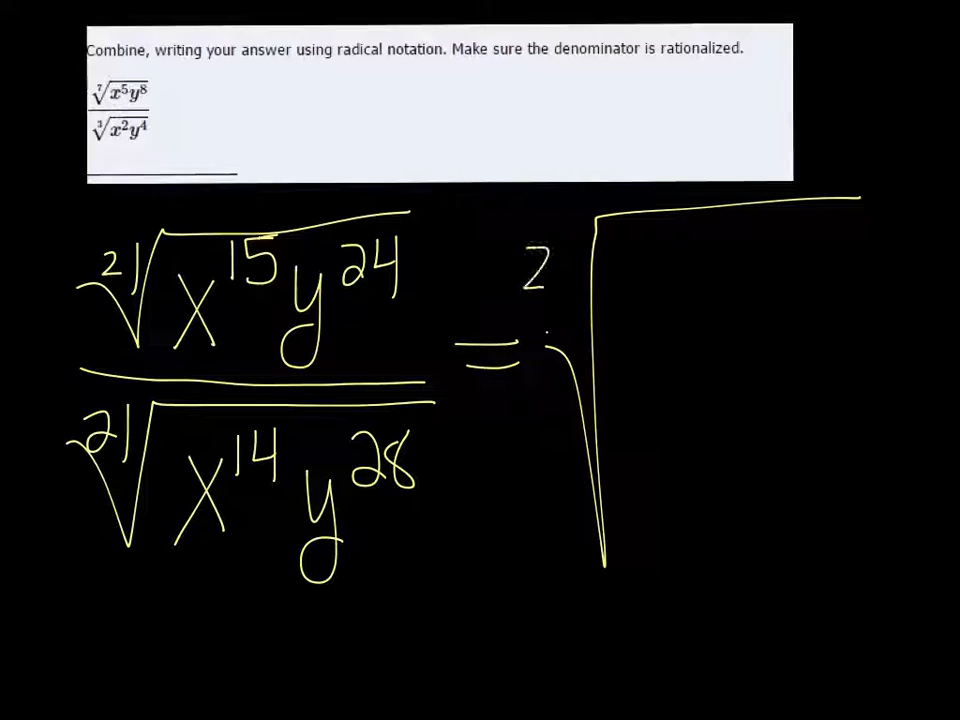 Combine, writing your answer using radical notation. Make sure the denominator is rationalized.
⁷√x⁵y⁸
³√x²y⁴
²¹√x¹⁵y²⁴
= ²√
²¹√x¹⁴y²⁸